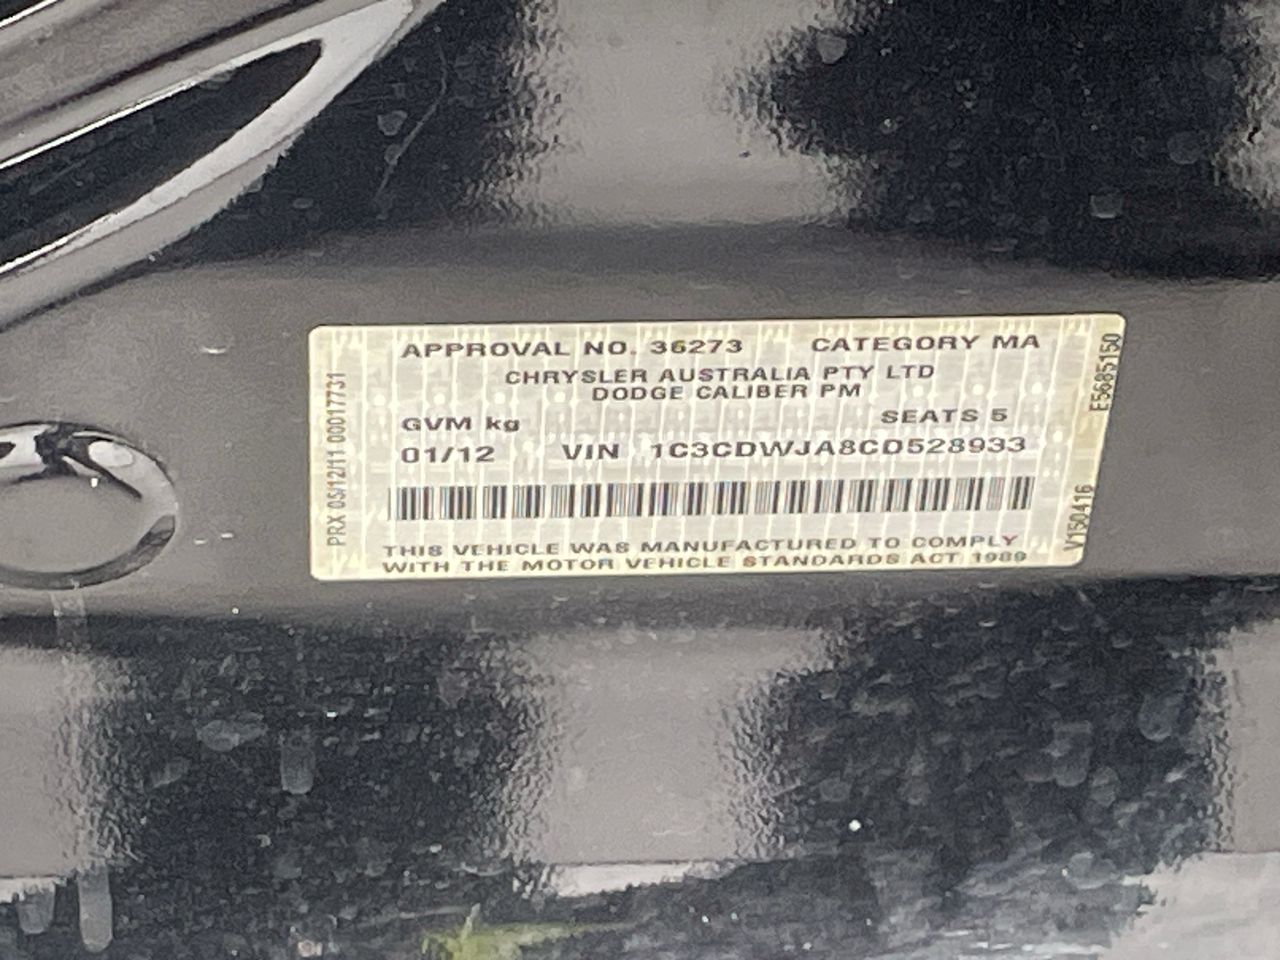 APPROVAL NO. 36273 CATEGORY MA
CHRYSLER AUSTRALIA PTY LTD
DODGE CALIBER PM
GVM kg SEATS 5
01/12 VIN 1C3CDWJA8CD528933
THIS VEHICLE WAS MANUFACTURED TO COMPLY
WITH THE MOTOR VEHICLE STANDARDS ACT 1989
PRX 05/12/11 00017731
E5685150
V150416